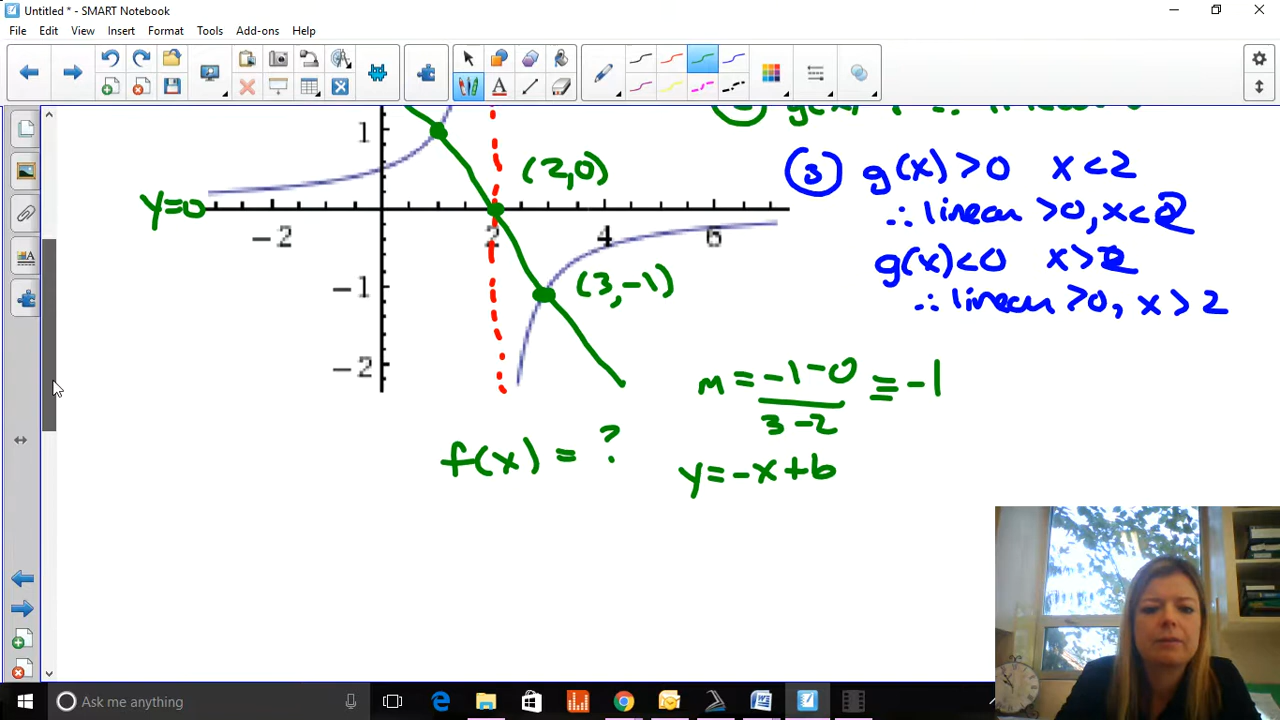 Untitled * - SMART Notebook
File Edit View Insert Format Tools Add-ons Help
1
(2,0)
y=0
-2 2 4 6
-1
(3,-1)
-2
③ g(x)>0 x<2
∴ linear >0, x<2
g(x)<0 x>2
∴ linear >0, x>2
m = -1-0 / 3-2 = -1
f(x) = ?
y=-x+b
Ask me anything